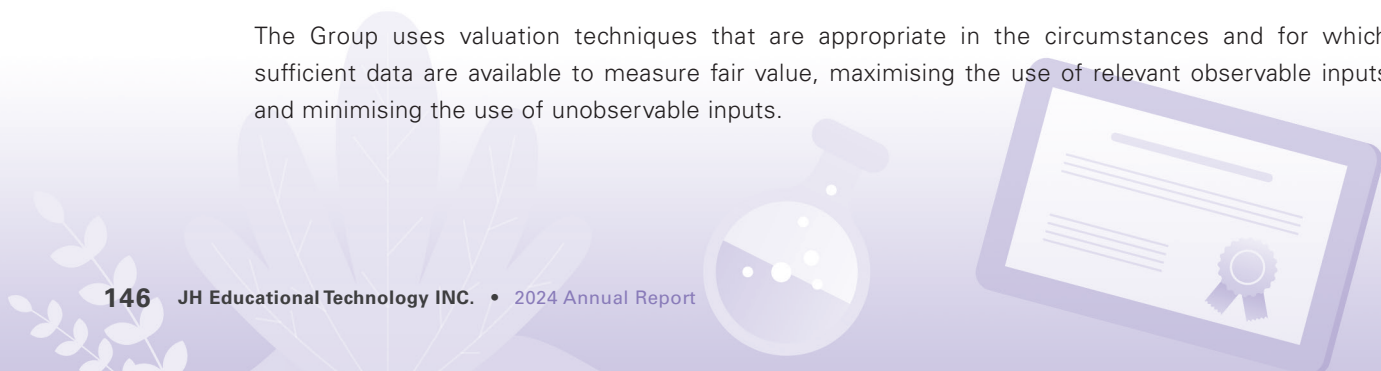 The Group uses valuation techniques that are appropriate in the circumstances and for which
sufficient data are available to measure fair value, maximising the use of relevant observable inputs
and minimising the use of unobservable inputs.
146 JH Educational Technology INC. • 2024 Annual Report